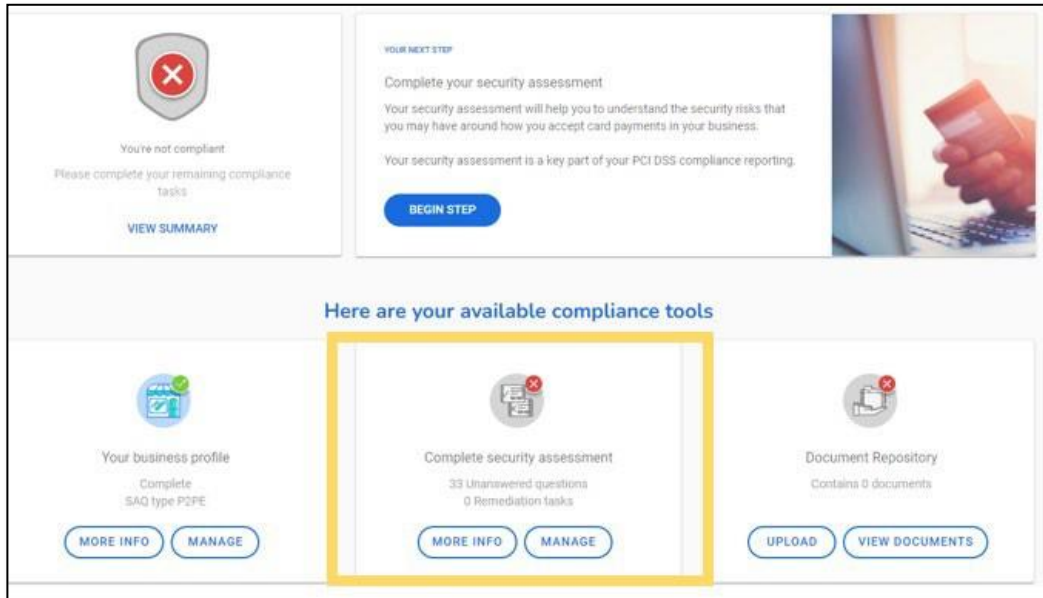 You're not compliant
Please complete your remaining compliance
tasks
VIEW SUMMARY
YOUR NEXT STEP
Complete your security assessment
Your security assessment will help you to understand the security risks that
you may have around how you accept card payments in your business.
Your security assessment is a key part of your PCI DSS compliance reporting.
BEGIN STEP
Here are your available compliance tools
Your business profile
Complete
SAQ type P2PE
MORE INFO
MANAGE
Complete security assessment
33 Unanswered questions
0 Remediation tasks
MORE INFO
MANAGE
Document Repository
Contains 0 documents
UPLOAD
VIEW DOCUMENTS